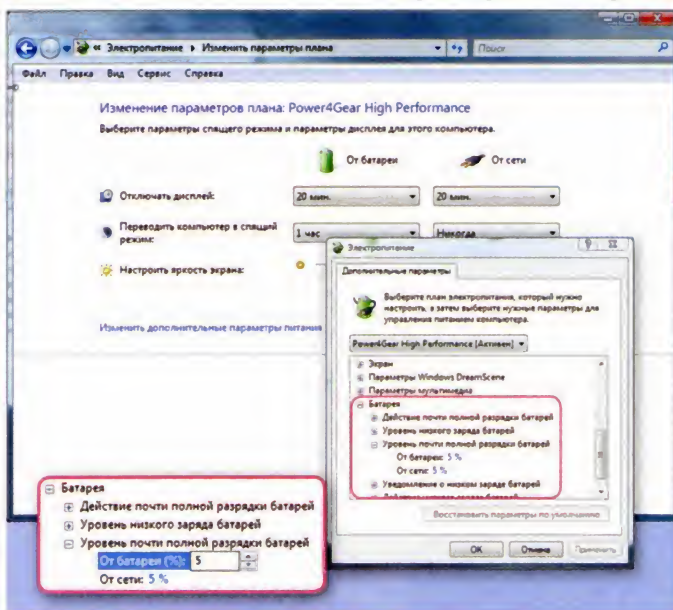 « Электропитание ▸ Изменить параметры плана
Поиск
Файл Правка Вид Сервис Справка
Изменение параметров плана: Power4Gear High Performance
Выберите параметры спящего режима и параметры дисплея для этого компьютера.
От батареи От сети
Отключать дисплей: 20 мин. 20 мин.
Переводить компьютер в спящий режим: 1 час Никогда
Настроить яркость экрана:
Изменить дополнительные параметры питания
Электропитание
Дополнительные параметры
Выберите план электропитания, который нужно
настроить, а затем выберите нужные параметры для
управления питанием компьютера.
Power4Gear High Performance [Активен]
Экран
Параметры Windows DreamScene
Параметры мультимедиа
Батарея
Действие почти полной разрядки батарей
Уровень низкого заряда батарей
Уровень почти полной разрядки батарей
От батареи: 5 %
От сети: 5 %
Уведомление о низком заряде батарей
Восстановить параметры по умолчанию
ОК Отмена Применить
Батарея
Действие почти полной разрядки батарей
Уровень низкого заряда батарей
Уровень почти полной разрядки батарей
От батареи (%): 5
От сети: 5 %